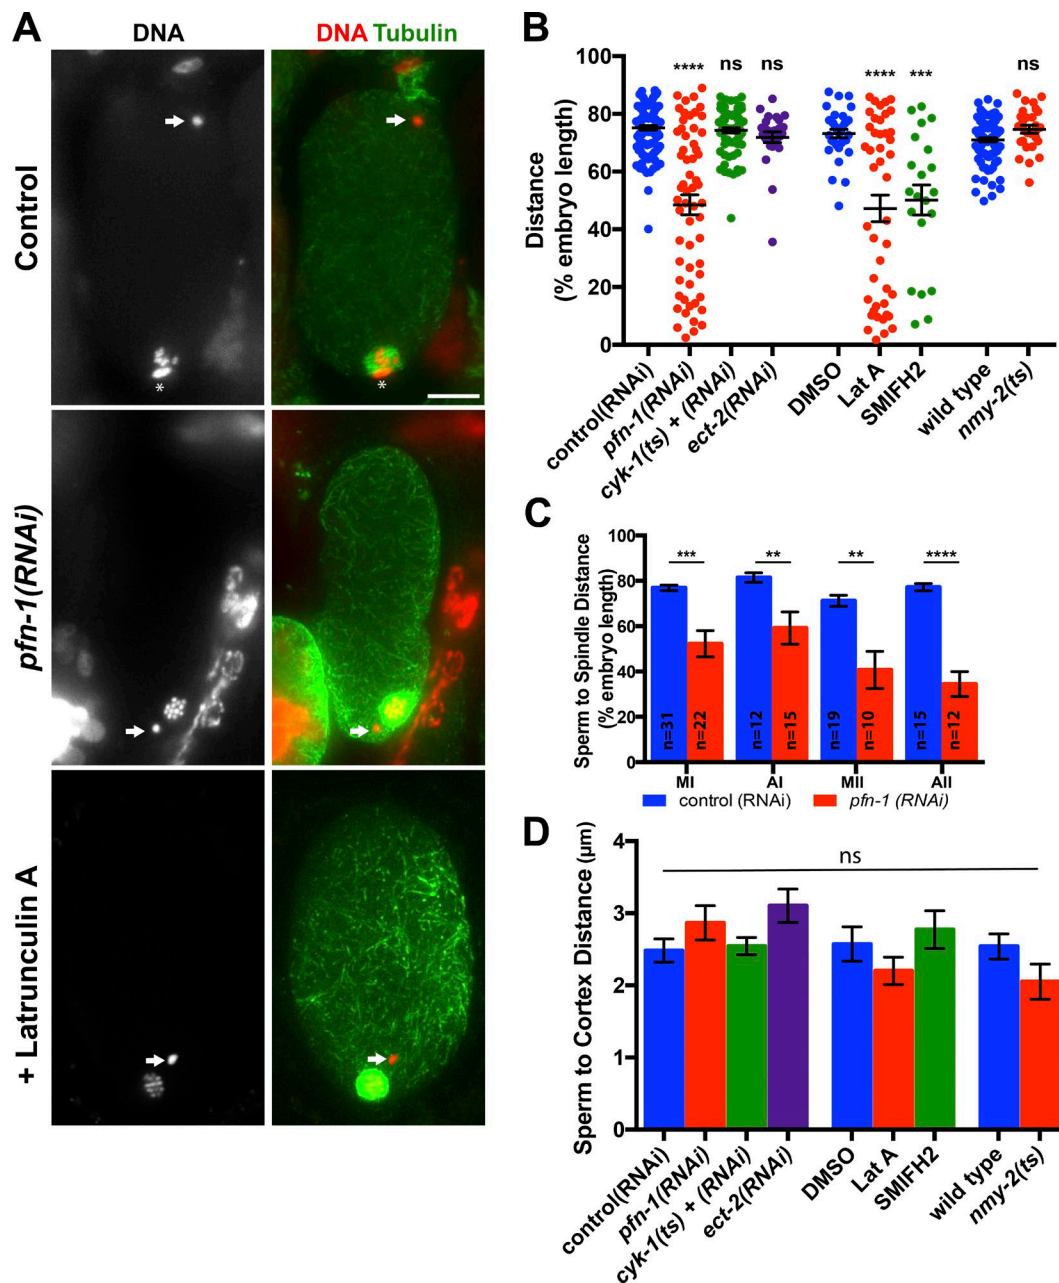 A
DNA
DNA Tubulin
Control
*
*
pfn-1(RNAi)
+ Latrunculin A
B
Distance
(% embryo length)
100
80
60
40
20
0
****
ns
ns
****
***
ns
control(RNAi)
pfn-1(RNAi)
cyk-1(ts) + (RNAi)
ect-2(RNAi)
DMSO
Lat A
SMIFH2
wild type
nmy-2(ts)
C
Sperm to Spindle Distance
(% embryo length)
100
80
60
40
20
0
***
**
**
****
n=31
n=22
n=12
n=15
n=19
n=10
n=15
n=12
MI
AI
MII
AII
control (RNAi)
pfn-1 (RNAi)
D
Sperm to Cortex Distance (µm)
4
3
2
1
0
ns
control(RNAi)
pfn-1(RNAi)
cyk-1(ts) + (RNAi)
ect-2(RNAi)
DMSO
Lat A
SMIFH2
wild type
nmy-2(ts)